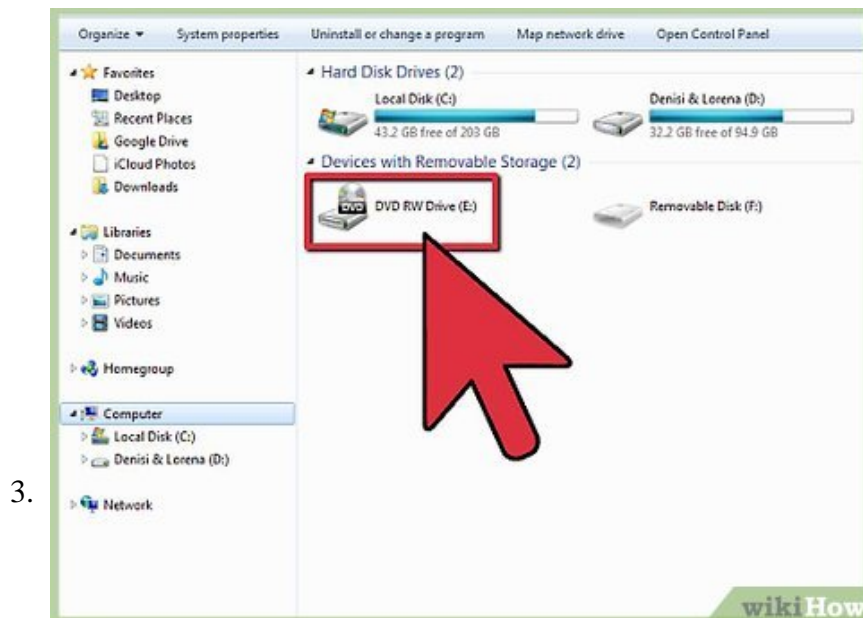 Organize System properties Uninstall or change a program Map network drive Open Control Panel
Favorites
Desktop
Recent Places
Google Drive
iCloud Photos
Downloads
Libraries
Documents
Music
Pictures
Videos
Homegroup
Computer
Local Disk (C:)
Denisi & Lorena (D:)
Network
Hard Disk Drives (2)
Local Disk (C:)
43.2 GB free of 203 GB
Denisi & Lorena (D:)
32.2 GB free of 94.9 GB
Devices with Removable Storage (2)
DVD
DVD RW Drive (E:)
Removable Disk (F:)
3.
wikiHow